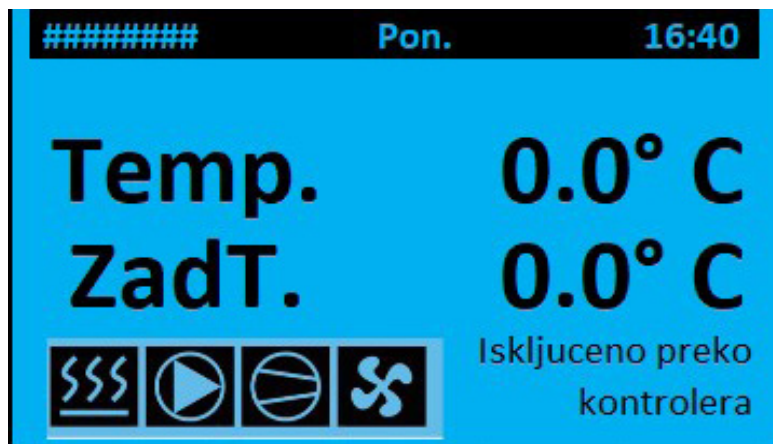 ######## Pon. 16:40
Temp. 0.0° C
ZadT. 0.0° C
Iskljuceno preko
kontrolera